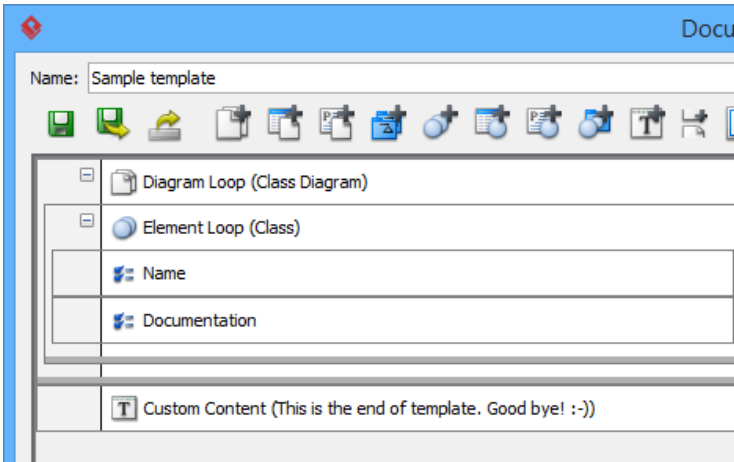 Docu
Name: Sample template
Diagram Loop (Class Diagram)
Element Loop (Class)
Name
Documentation
T Custom Content (This is the end of template. Good bye! :-))